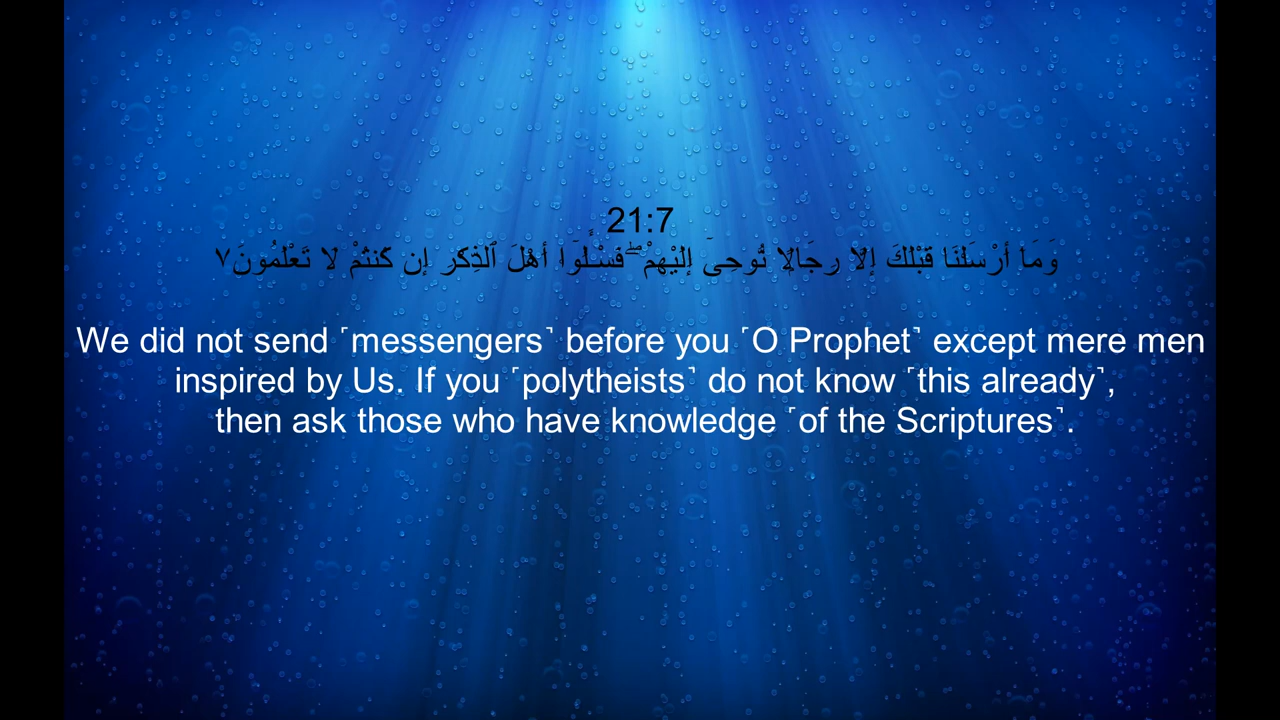 21:7
وَمَا أَرْسَلْنَا قَبْلَكَ إِلَّا رِجَالًا نُّوحِىٓ إِلَيْهِمْ ۖ فَسْـَٔلُوٓا۟ أَهْلَ ٱلذِّكْرِ إِن كُنتُمْ لَا تَعْلَمُونَ ٧
We did not send ˹messengers˺ before you ˹O Prophet˺ except mere men
inspired by Us. If you ˹polytheists˺ do not know ˹this already˺,
then ask those who have knowledge ˹of the Scriptures˺.